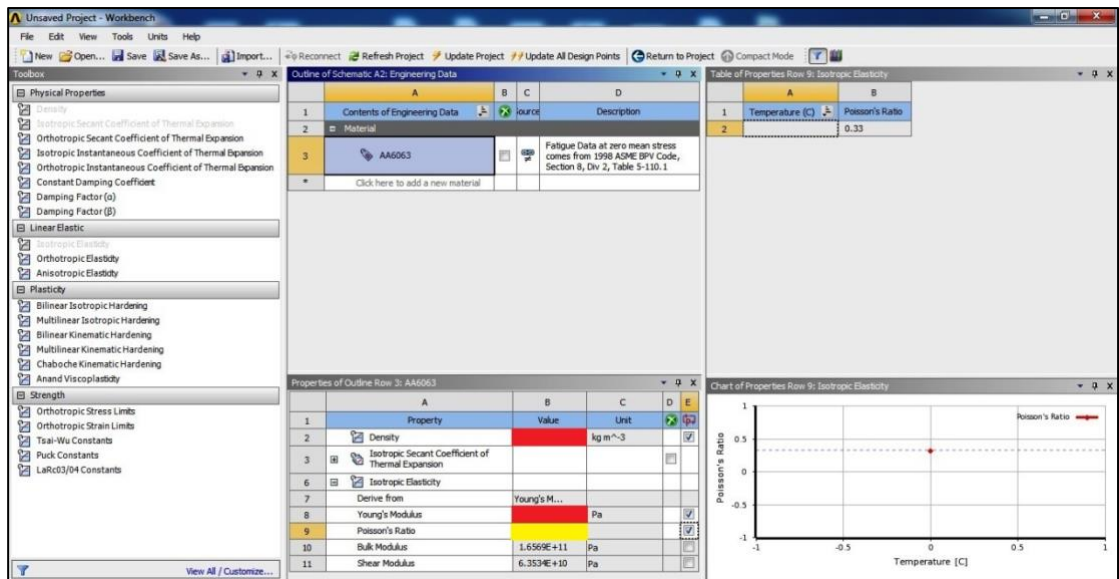 Unsaved Project - Workbench
File Edit View Tools Units Help
New Open... Save Save As... Import... Reconnect Refresh Project Update Project Update All Design Points Return to Project Compact Mode
Toolbox
Physical Properties
Density
Isotropic Secant Coefficient of Thermal Expansion
Orthotropic Secant Coefficient of Thermal Expansion
Isotropic Instantaneous Coefficient of Thermal Expansion
Orthotropic Instantaneous Coefficient of Thermal Expansion
Constant Damping Coefficient
Damping Factor (α)
Damping Factor (β)
Linear Elastic
Isotropic Elasticity
Orthotropic Elasticity
Anisotropic Elasticity
Plasticity
Bilinear Isotropic Hardening
Multilinear Isotropic Hardening
Bilinear Kinematic Hardening
Multilinear Kinematic Hardening
Chaboche Kinematic Hardening
Anand Viscoplasticity
Strength
Orthotropic Stress Limits
Orthotropic Strain Limits
Tsai-Wu Constants
Puck Constants
LaRc03/04 Constants
View All / Customize...
Outline of Schematic A2: Engineering Data
A B C D
1 Contents of Engineering Data ource Description
2 Material
3 AA6063 Fatigue Data at zero mean stress
comes from 1998 ASME BPV Code,
Section 8, Div 2, Table 5-110.1
* Click here to add a new material
Properties of Outline Row 3: AA6063
A B C D E
1 Property Value Unit
2 Density kg m^-3
3 Isotropic Secant Coefficient of
Thermal Expansion
6 Isotropic Elasticity
7 Derive from Young's M...
8 Young's Modulus Pa
9 Poisson's Ratio
10 Bulk Modulus 1.6569E+11 Pa
11 Shear Modulus 6.3534E+10 Pa
Table of Properties Row 9: Isotropic Elasticity
A B
1 Temperature (C) Poisson's Ratio
2 0.33
Chart of Properties Row 9: Isotropic Elasticity
Poisson's Ratio
Poisson's Ratio
1
0.5
0
-0.5
-1
-1 -0.5 0 0.5 1
Temperature [C]